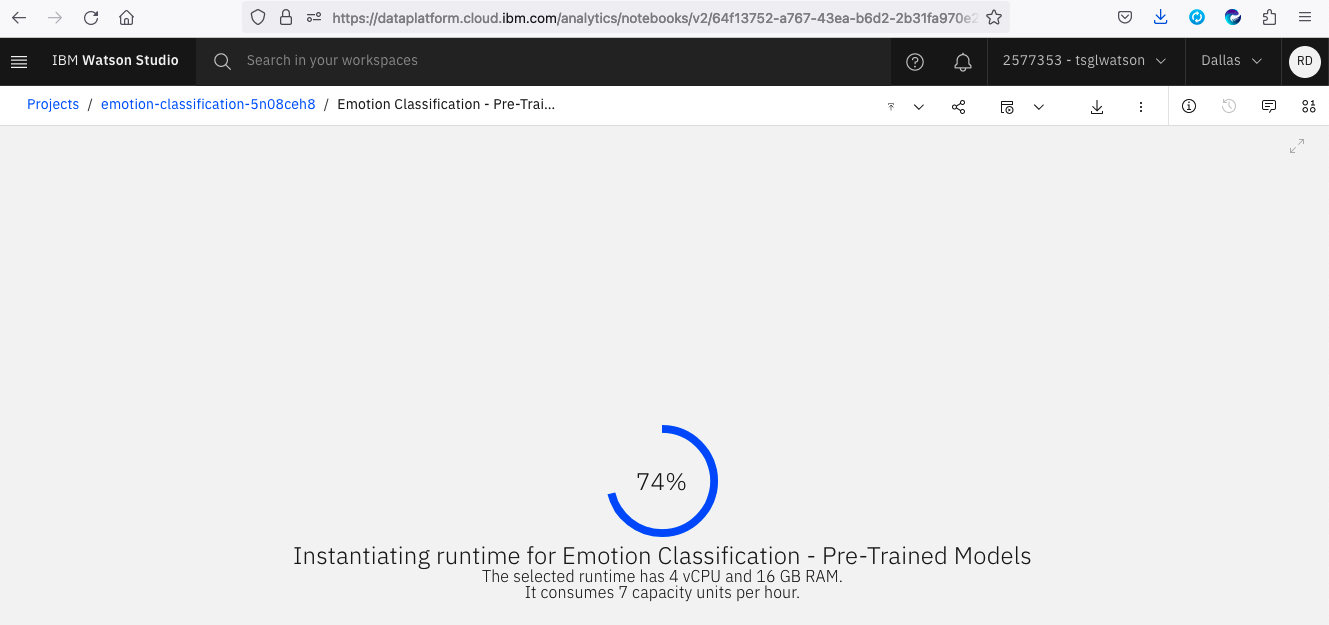 https://dataplatform.cloud.ibm.com/analytics/notebooks/v2/64f13752-a767-43ea-b6d2-2b31fa970e2
IBM Watson Studio Search in your workspaces 2577353 - tsglwatson Dallas RD
Projects / emotion-classification-5n08ceh8 / Emotion Classification - Pre-Trai...
74%
Instantiating runtime for Emotion Classification - Pre-Trained Models
The selected runtime has 4 vCPU and 16 GB RAM.
It consumes 7 capacity units per hour.